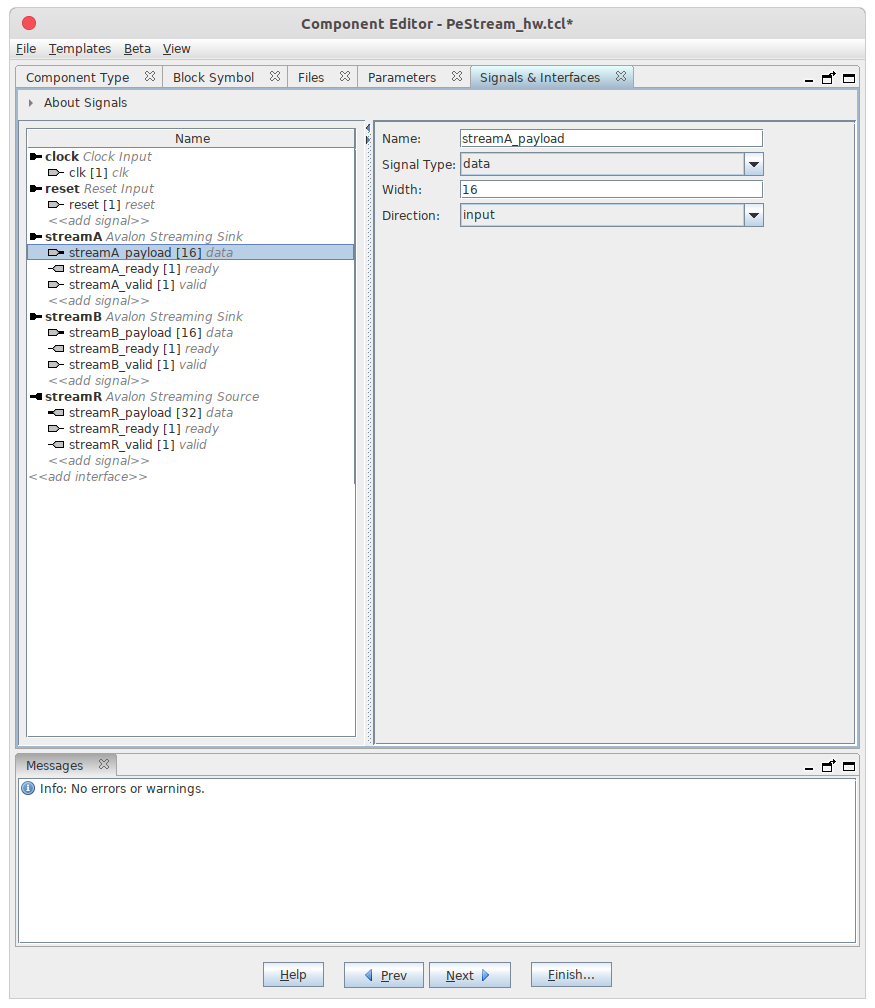 Component Editor - PeStream_hw.tcl*
File Templates Beta View
Component Type Block Symbol Files Parameters Signals & Interfaces
About Signals
Name
clock Clock Input
clk [1] clk
reset Reset Input
reset [1] reset
<<add signal>>
streamA Avalon Streaming Sink
streamA_payload [16] data
streamA_ready [1] ready
streamA_valid [1] valid
<<add signal>>
streamB Avalon Streaming Sink
streamB_payload [16] data
streamB_ready [1] ready
streamB_valid [1] valid
<<add signal>>
streamR Avalon Streaming Source
streamR_payload [32] data
streamR_ready [1] ready
streamR_valid [1] valid
<<add signal>>
<<add interface>>
Name: streamA_payload
Signal Type: data
Width: 16
Direction: input
Messages
Info: No errors or warnings.
Help Prev Next Finish...